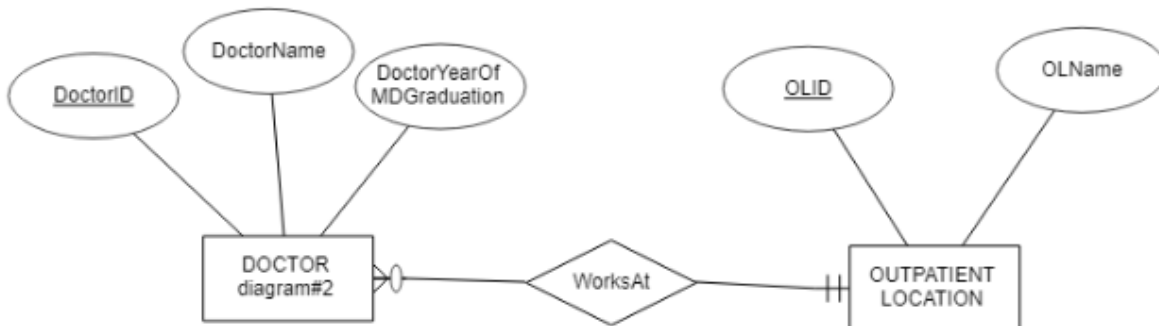 DoctorID
DoctorName
DoctorYearOf
MDGraduation
OLID
OLName
DOCTOR
diagram#2
WorksAt
OUTPATIENT
LOCATION